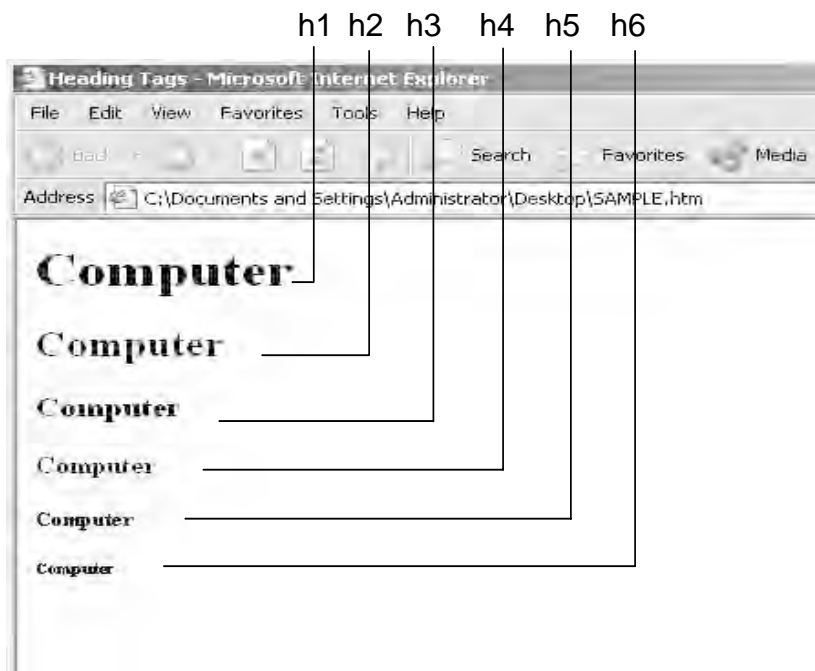 h1 h2 h3 h4 h5 h6
Heading Tags - Microsoft Internet Explorer
File Edit View Favorites Tools Help
Search Favorites Media
Address C:\Documents and Settings\Administrator\Desktop\SAMPLE.htm
Computer
Computer
Computer
Computer
Computer
Computer